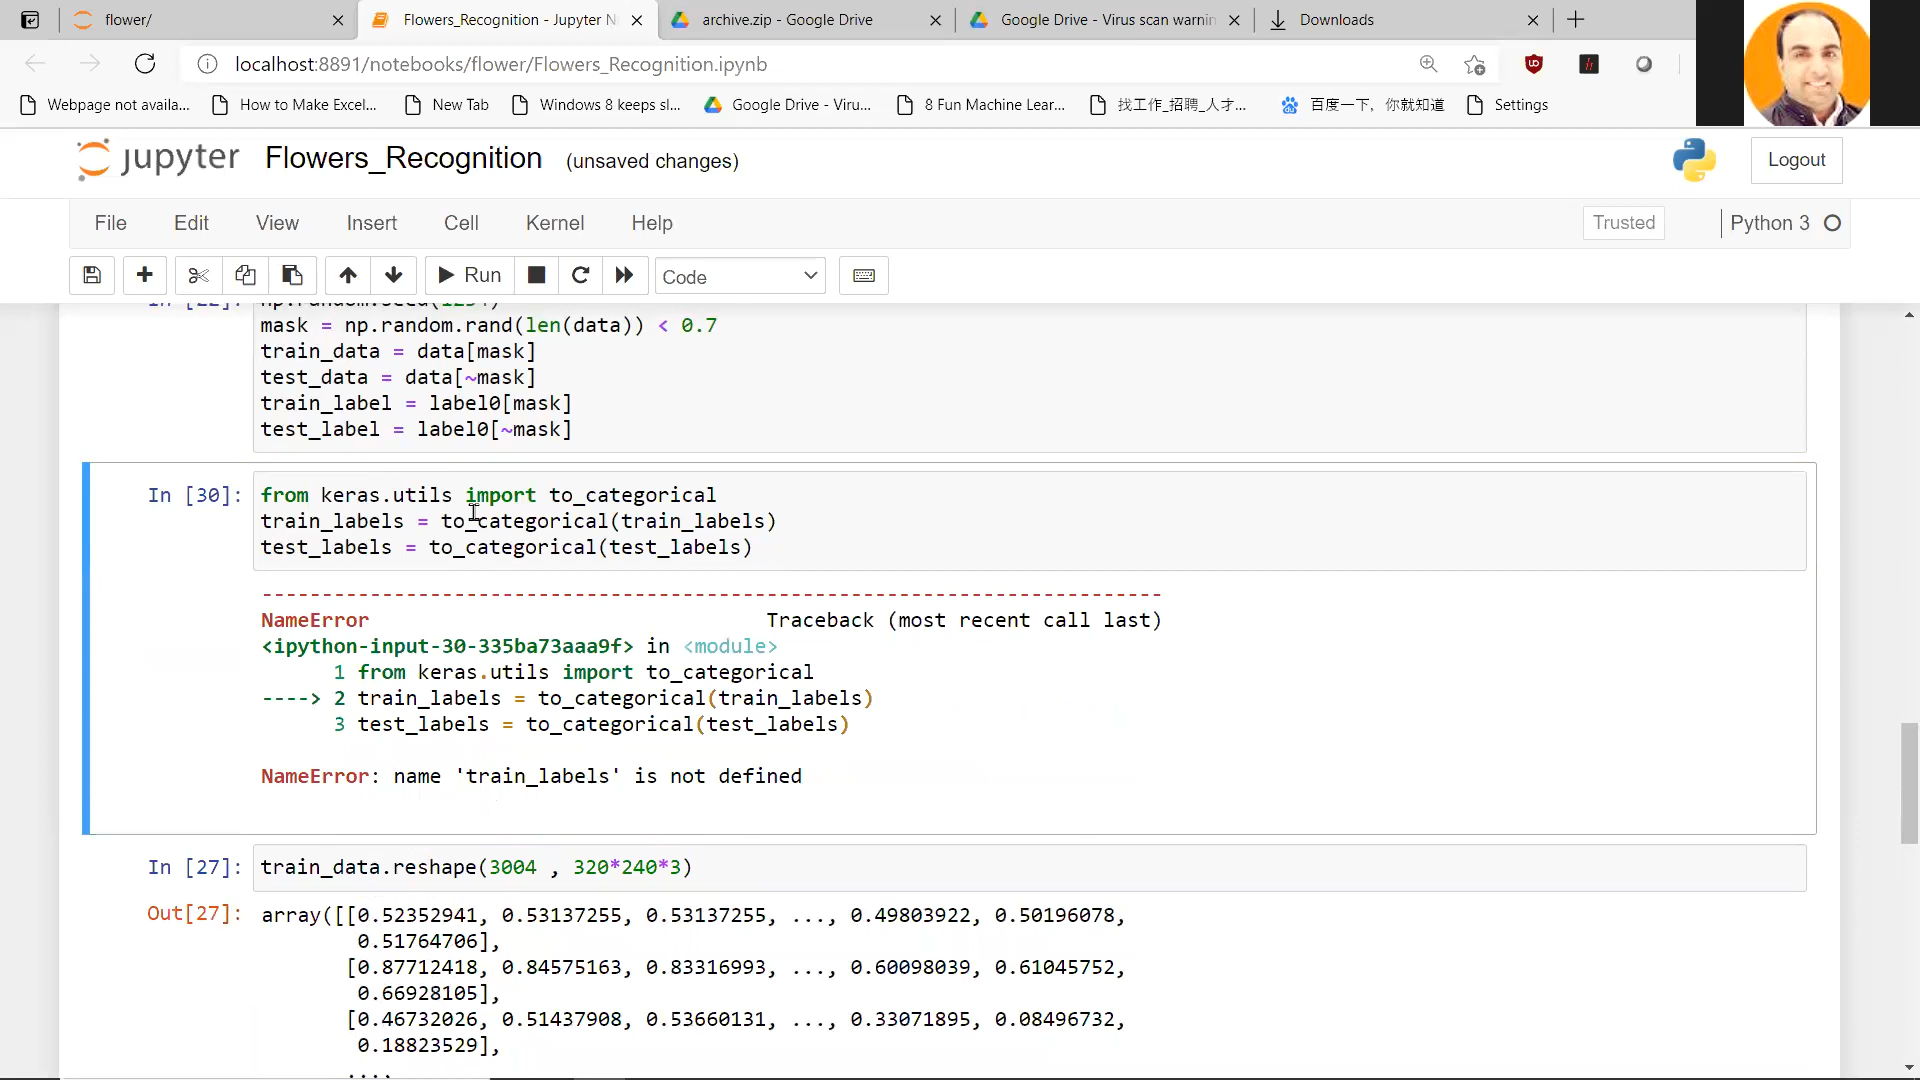 flower/
Flowers_Recognition - Jupyter N
archive.zip - Google Drive
Google Drive - Virus scan warnin
Downloads
localhost:8891/notebooks/flower/Flowers_Recognition.ipynb
Webpage not availa...
How to Make Excel...
New Tab
Windows 8 keeps sl...
Google Drive - Viru...
8 Fun Machine Lear...
找工作_招聘_人才...
百度一下，你就知道
Settings
jupyter Flowers_Recognition (unsaved changes)
Logout
File Edit View Insert Cell Kernel Help
Trusted
Python 3
Run
Code
In [22]: np.random.seed(1234)
mask = np.random.rand(len(data)) < 0.7
train_data = data[mask]
test_data = data[~mask]
train_label = label0[mask]
test_label = label0[~mask]
In [30]: from keras.utils import to_categorical
train_labels = to_categorical(train_labels)
test_labels = to_categorical(test_labels)
---------------------------------------------------------------------------
NameError Traceback (most recent call last)
<ipython-input-30-335ba73aaa9f> in <module>
1 from keras.utils import to_categorical
----> 2 train_labels = to_categorical(train_labels)
3 test_labels = to_categorical(test_labels)
NameError: name 'train_labels' is not defined
In [27]: train_data.reshape(3004 , 320*240*3)
Out[27]: array([[0.52352941, 0.53137255, 0.53137255, ..., 0.49803922, 0.50196078,
0.51764706],
[0.87712418, 0.84575163, 0.83316993, ..., 0.60098039, 0.61045752,
0.66928105],
[0.46732026, 0.51437908, 0.53660131, ..., 0.33071895, 0.08496732,
0.18823529],
...,